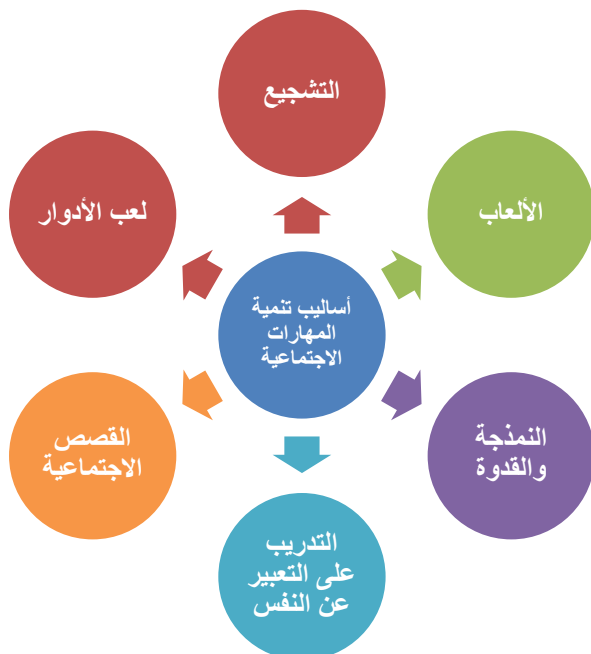 التشجيع
الألعاب
لعب الأدوار
أساليب تنمية
المهارات
الاجتماعية
النمذجة
والقدوة
القصص
الاجتماعية
التدريب
على التعبير
عن النفس